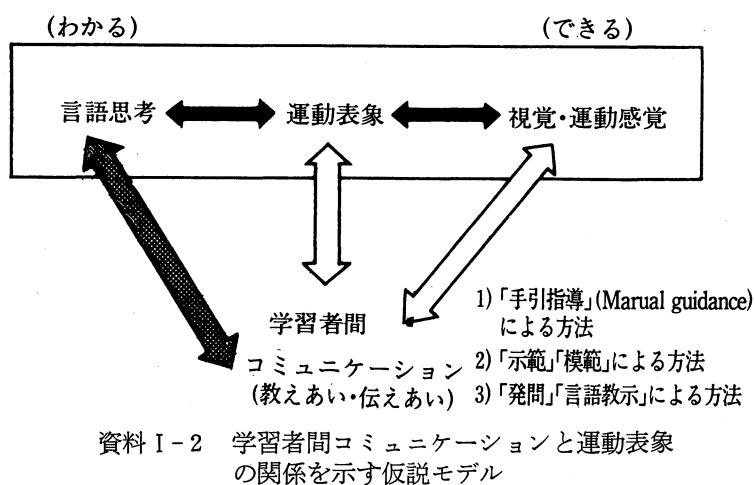 (わかる)
(できる)
言語思考
運動表象
視覚・運動感覚
学習者間
コミュニケーション
(教えあい・伝えあい)
1)「手引指導」(Marual guidance)
による方法
2)「示範」「模範」による方法
3)「発問」「言語教示」による方法
資料Ⅰ-2 学習者間コミュニケーションと運動表象
の関係を示す仮説モデル